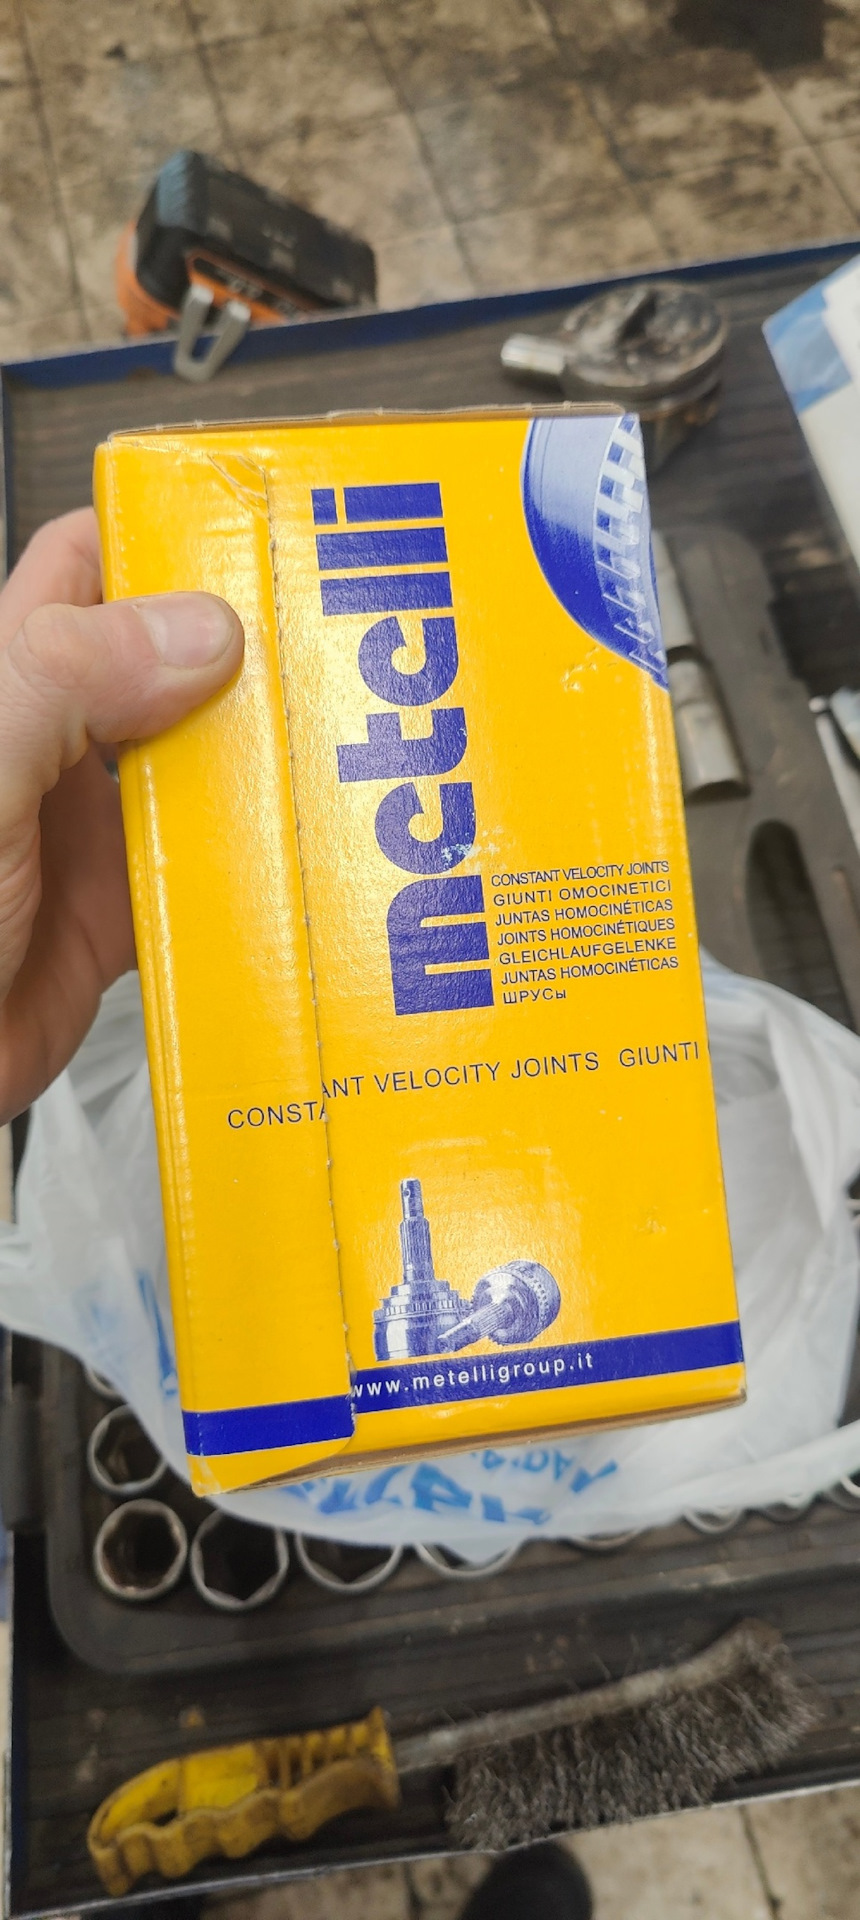 metelli
CONSTANT VELOCITY JOINTS
GIUNTI OMOCINETICI
JUNTAS HOMOCINÉTICAS
JOINTS HOMOCINÉTIQUES
GLEICHLAUFGELENKE
JUNTAS HOMOCINÉTICAS
ШРУСы
CONSTANT VELOCITY JOINTS GIUNTI
www.metelligroup.it